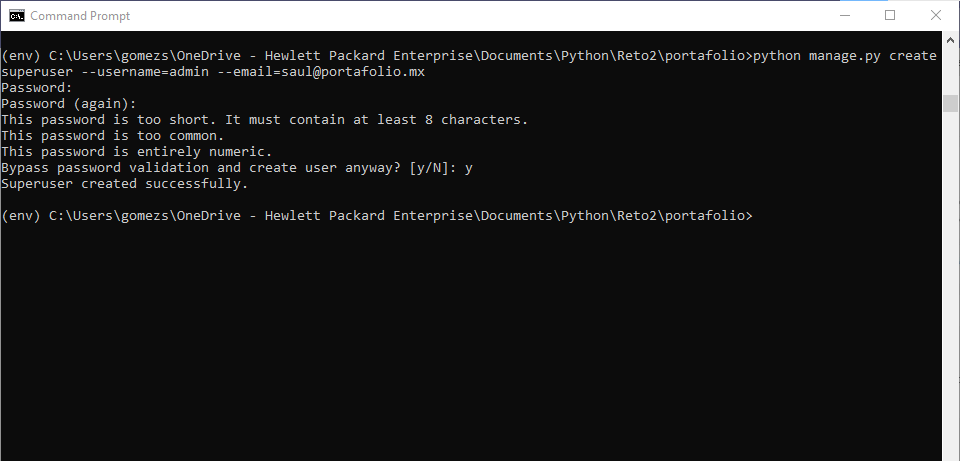 Command Prompt
(env) C:\Users\gomezs\OneDrive - Hewlett Packard Enterprise\Documents\Python\Reto2\portafolio>python manage.py create
superuser --username=admin --email=saul@portafolio.mx
Password:
Password (again):
This password is too short. It must contain at least 8 characters.
This password is too common.
This password is entirely numeric.
Bypass password validation and create user anyway? [y/N]: y
Superuser created successfully.
(env) C:\Users\gomezs\OneDrive - Hewlett Packard Enterprise\Documents\Python\Reto2\portafolio>